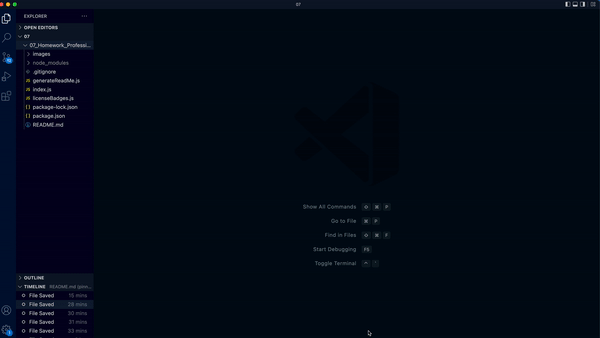 07
EXPLORER ...
OPEN EDITORS
07
07_Homework_Professi...
images
node_modules
.gitignore
generateReadMe.js
index.js
licenseBadges.js
package-lock.json
package.json
README.md
Show All Commands ⇧ ⌘ P
Go to File ⌘ P
Find in Files ⇧ ⌘ F
Start Debugging F5
Toggle Terminal ^ `
OUTLINE
TIMELINE README.md
File Saved 15 mins
File Saved 28 mins
File Saved 30 mins
File Saved 31 mins
File Saved 33 mins